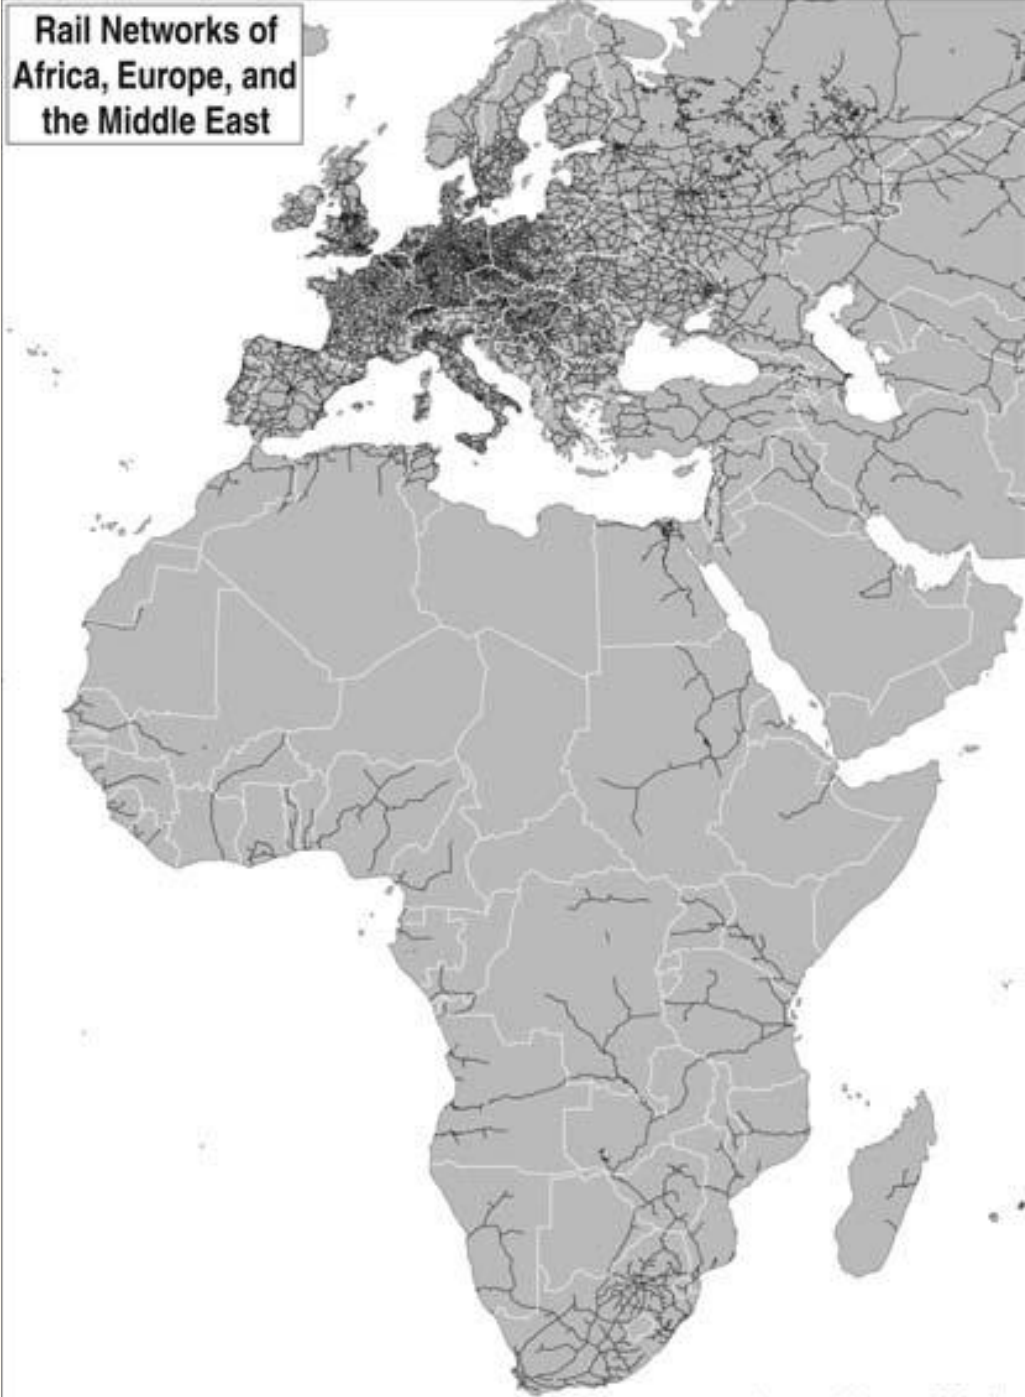 Rail Networks of
Africa, Europe, and
the Middle East